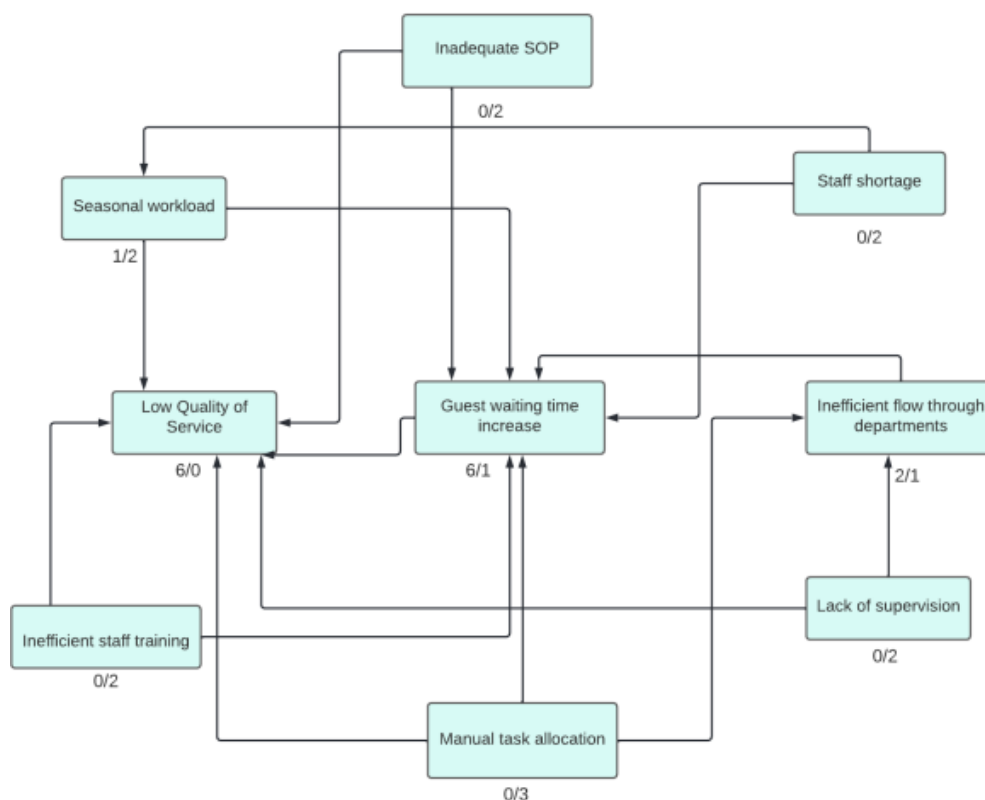 Inadequate SOP
0/2
Staff shortage
0/2
Seasonal workload
1/2
Low Quality of
Service
6/0
Guest waiting time
increase
6/1
Inefficient flow through
departments
2/1
Lack of supervision
0/2
Inefficient staff training
0/2
Manual task allocation
0/3